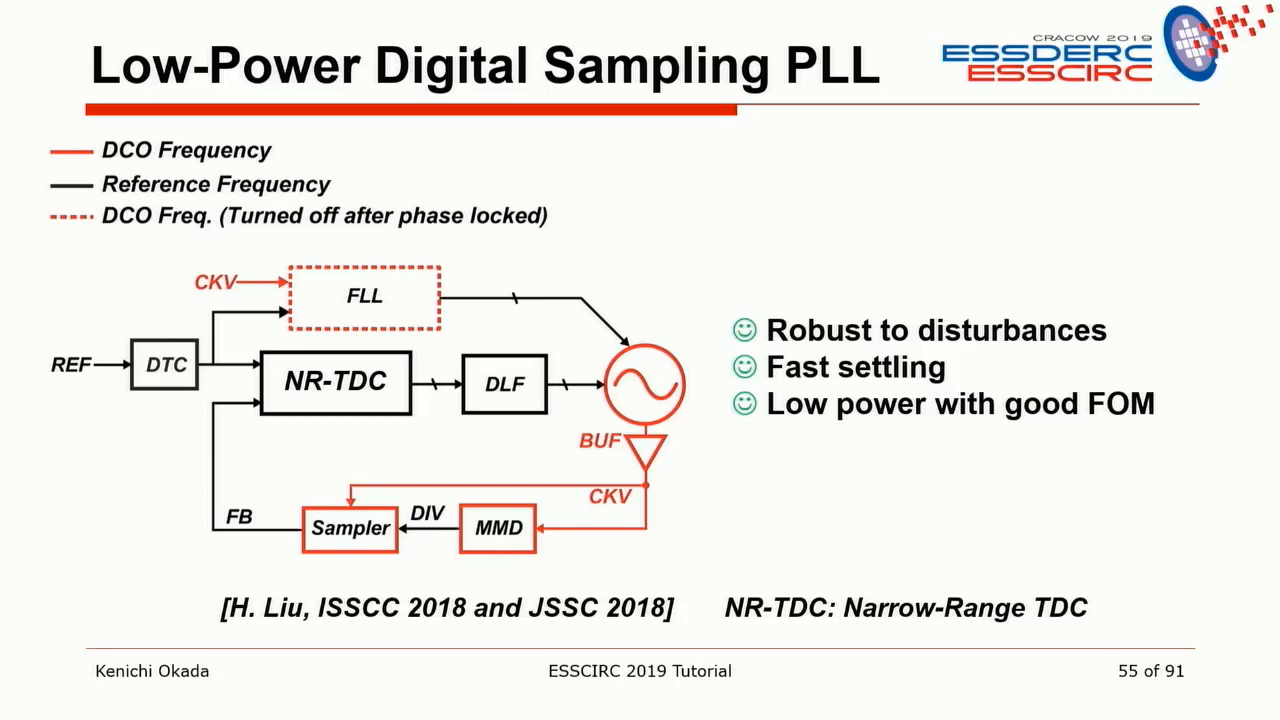 Low-Power Digital Sampling PLL
CRACOW 2019
ESSDERC
ESSCIRC
DCO Frequency
Reference Frequency
DCO Freq. (Turned off after phase locked)
CKV
FLL
REF
DTC
NR-TDC
DLF
BUF
CKV
FB
Sampler
DIV
MMD
Robust to disturbances
Fast settling
Low power with good FOM
[H. Liu, ISSCC 2018 and JSSC 2018]
NR-TDC: Narrow-Range TDC
Kenichi Okada
ESSCIRC 2019 Tutorial
55 of 91